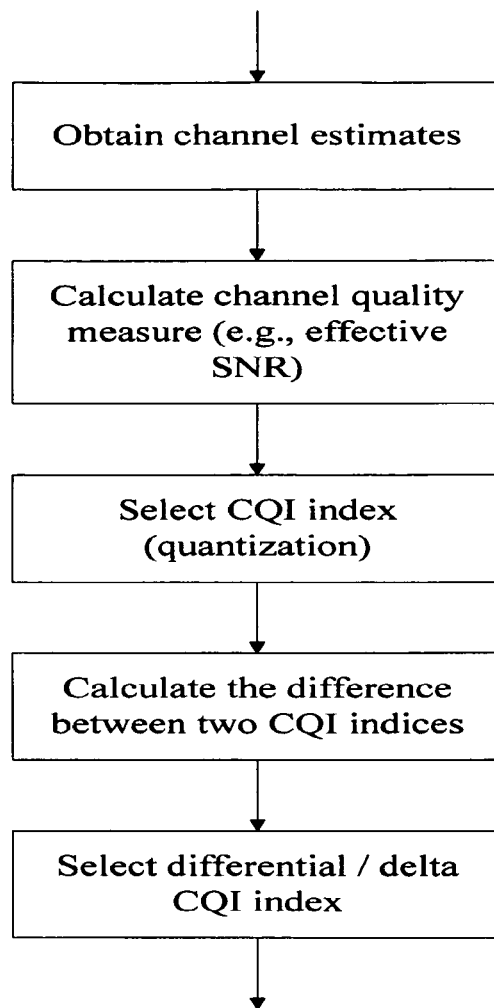 Obtain channel estimates
Calculate channel quality
measure (e.g., effective
SNR)
Select CQI index
(quantization)
Calculate the difference
between two CQI indices
Select differential / delta
CQI index